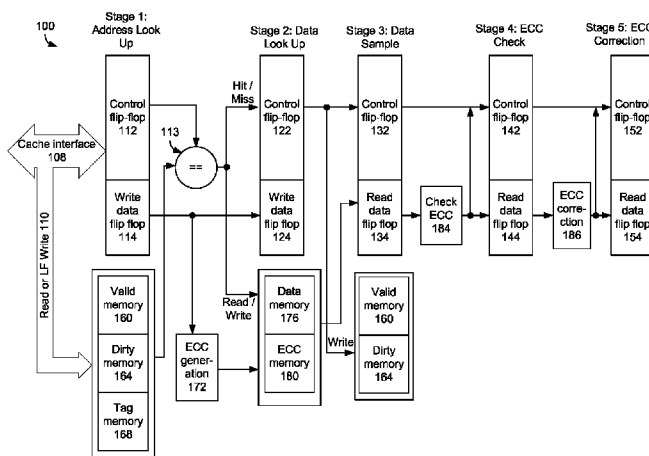 100
Stage 1:
Address Look
Up
Stage 2: Data
Look Up
Stage 3: Data
Sample
Stage 4: ECC
Check
Stage 5: ECC
Correction
Cache interface
108
Read or LF Write 110
Control
flip-flop
112
Write
data
flip flop
114
113
==
Hit /
Miss
Read /
Write
Control
flip-flop
122
Write
data
flip flop
124
Control
flip-flop
132
Read
data
flip flop
134
Check
ECC
184
Control
flip-flop
142
Read
data
flip flop
144
ECC
corre-
ction
186
Control
flip-flop
152
Read
data
flip flop
154
Valid
memory
160
Dirty
memory
164
Tag
memory
168
ECC
gener-
ation
172
Data
memory
176
ECC
memory
180
Write
Valid
memory
160
Dirty
memory
164